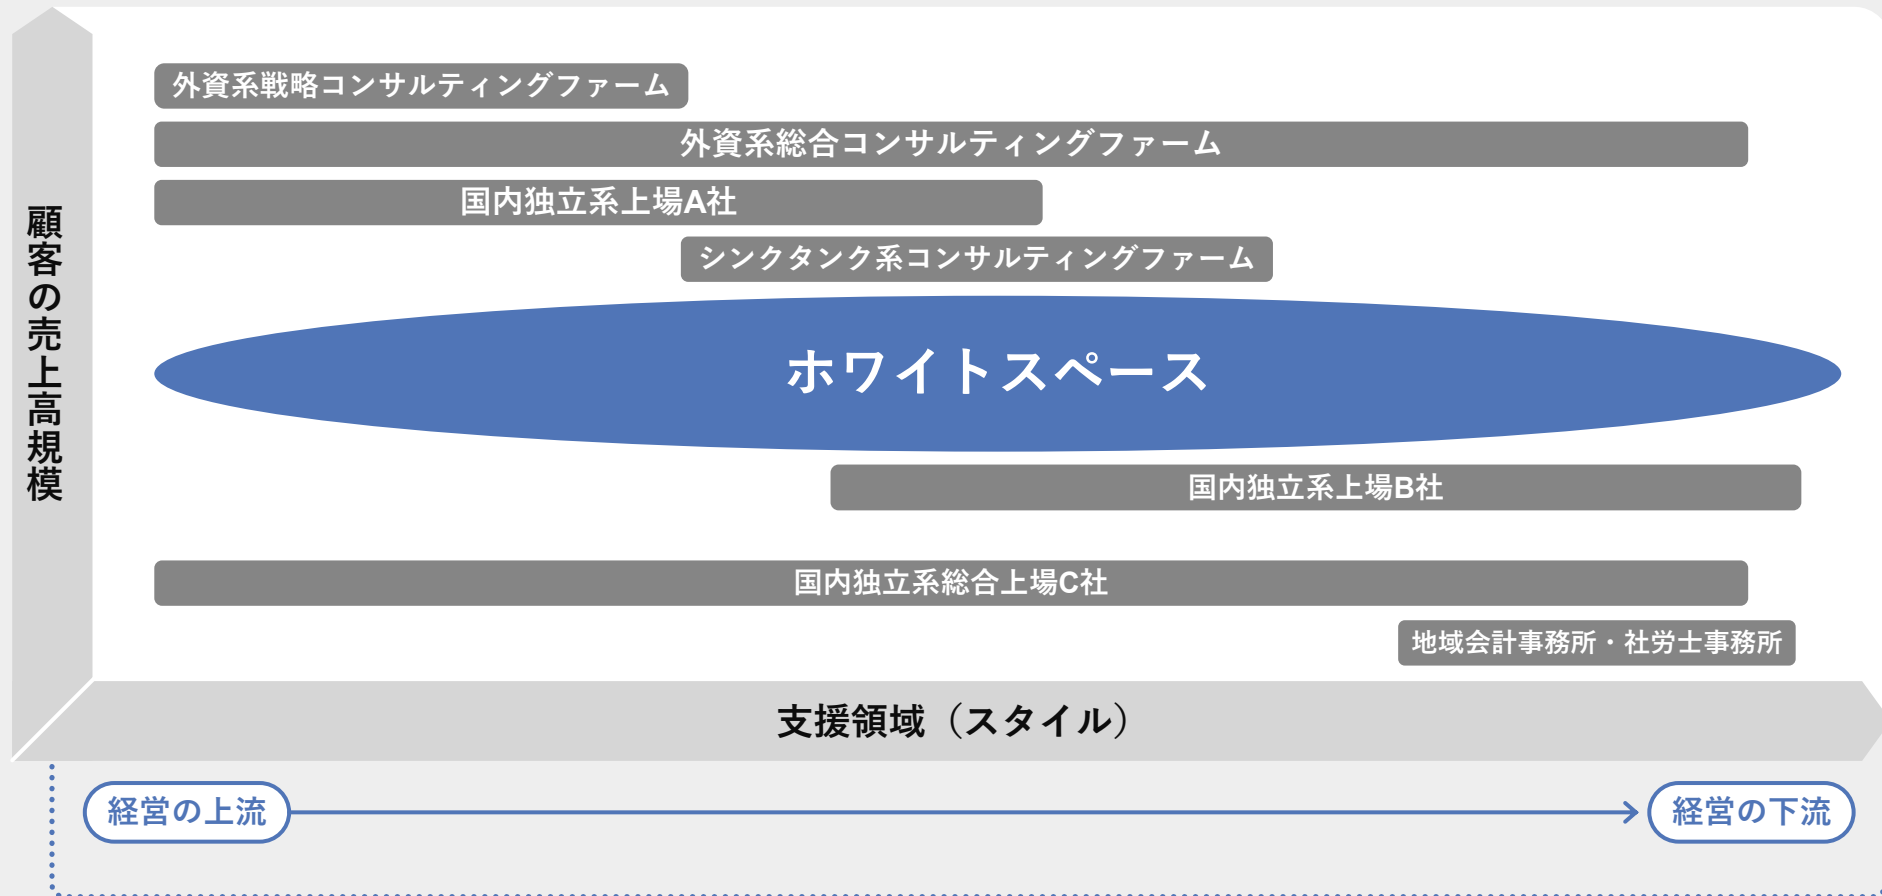 外資系戦略コンサルティングファーム
外資系総合コンサルティングファーム
国内独立系上場A社
シンクタンク系コンサルティングファーム
顧客の売上高規模
ホワイトスペース
国内独立系上場B社
国内独立系総合上場C社
地域会計事務所・社労士事務所
支援領域（スタイル）
経営の上流
経営の下流